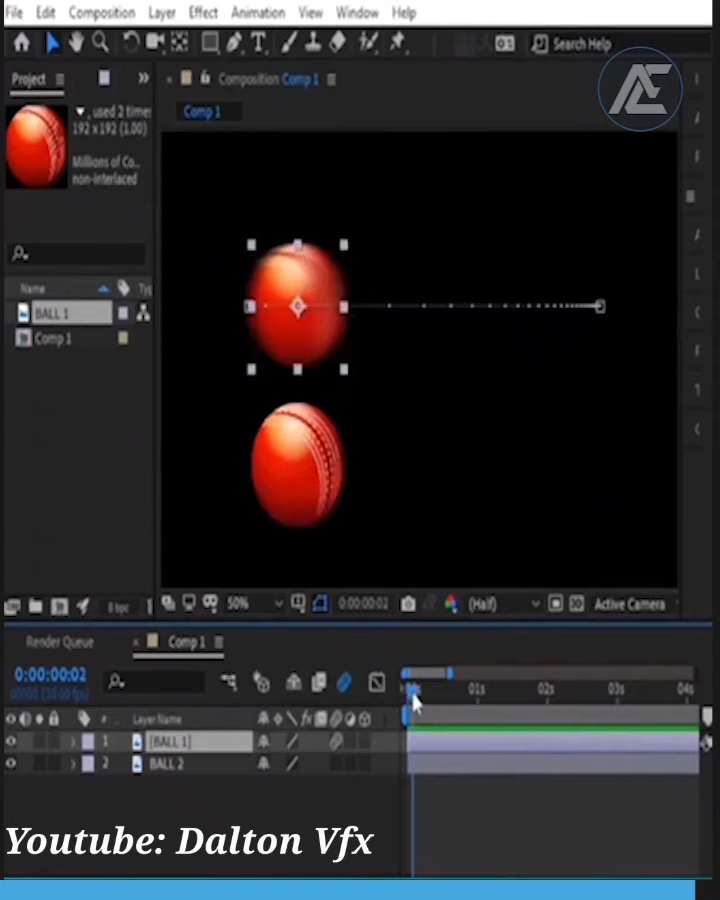 File Edit Composition Layer Effect Animation View Window Help
Search Help
Project
Composition Comp 1
AE
Comp 1
, used 2 times
192 x 192 (1.00)
Millions of Co...
non-interlaced
Name
BALL 1
Comp 1
8 bpc
50%
0:00:00:02
(Half)
Active Camera
Render Queue
Comp 1
0:00:00:02
01s 02s 03s 04s
# Layer Name
1 [BALL 1]
2 BALL 2
Youtube: Dalton Vfx